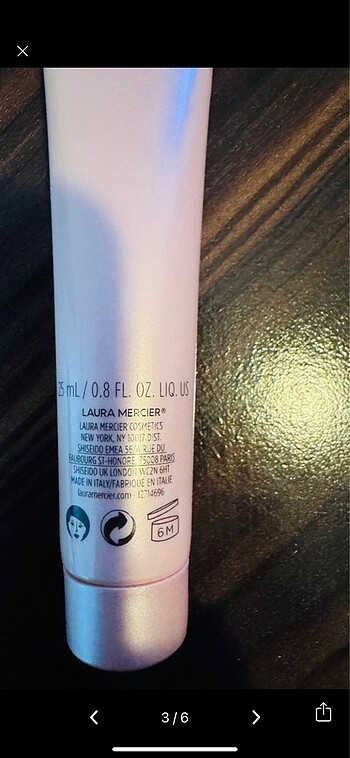 25 mL / 0.8 FL. OZ. LIQ. US
LAURA MERCIER®
LAURA MERCIER COSMETICS
NEW YORK, NY 10017 DIST.
SHISEIDO EMEA 56/A RUE DU
FAUBOURG ST-HONORÉ, 75008 PARIS
SHISEIDO UK LONDON WC2N 6HT
MADE IN ITALY/FABRIQUÉ EN ITALIE
lauramercier.com - 12714696
6M
3/6